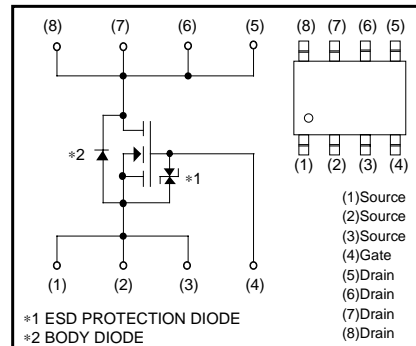 (8) (7) (6) (5)
(8) (7) (6) (5)
∗2
∗1
(1) (2) (3) (4)
(1) (2) (3) (4)
(1)Source
(2)Source
(3)Source
(4)Gate
(5)Drain
(6)Drain
(7)Drain
(8)Drain
∗1 ESD PROTECTION DIODE
∗2 BODY DIODE